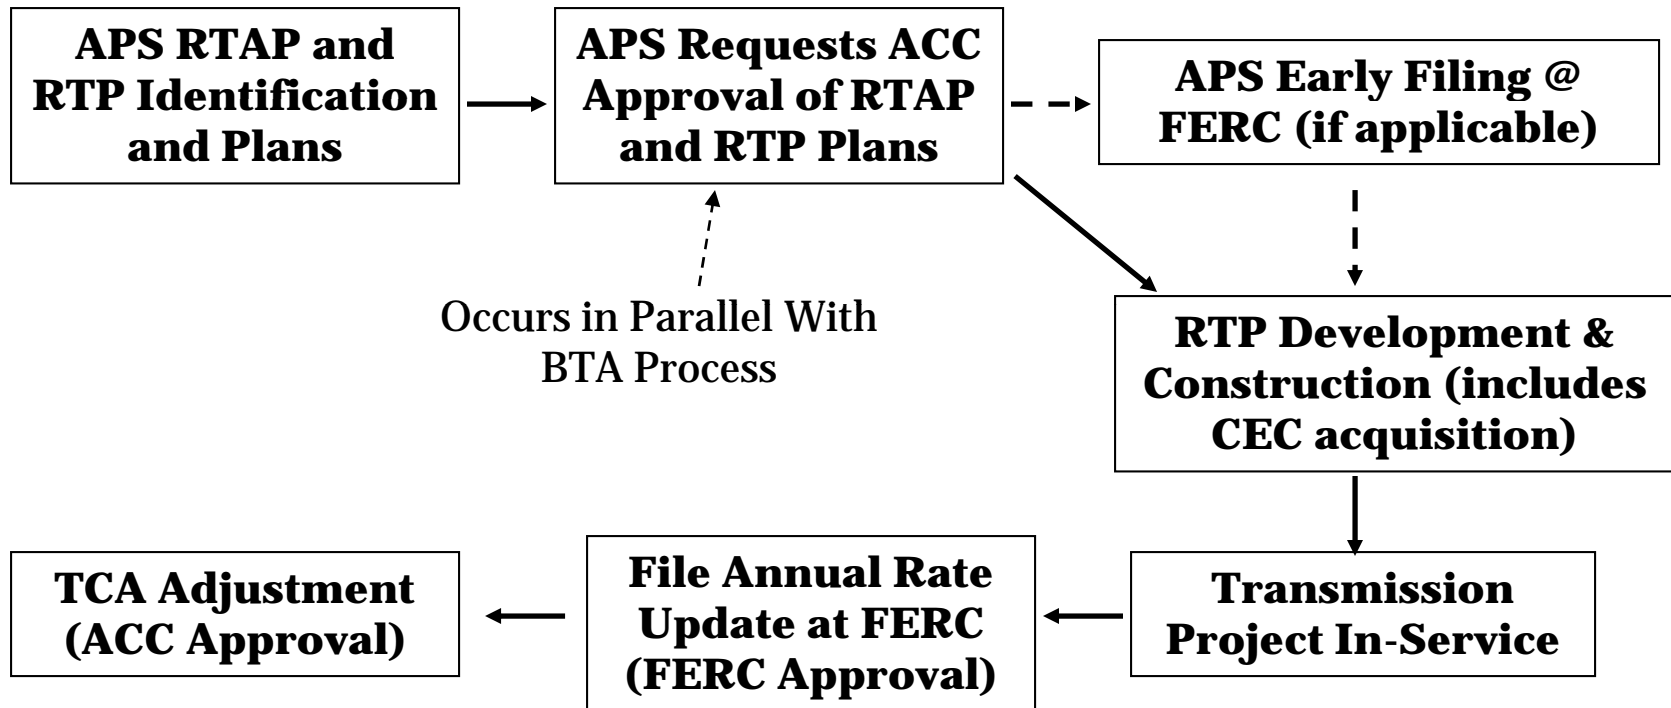 APS RTAP and
RTP Identification
and Plans
APS Requests ACC
Approval of RTAP
and RTP Plans
APS Early Filing @
FERC (if applicable)
Occurs in Parallel With
BTA Process
RTP Development &
Construction (includes
CEC acquisition)
Transmission
Project In-Service
File Annual Rate
Update at FERC
(FERC Approval)
TCA Adjustment
(ACC Approval)